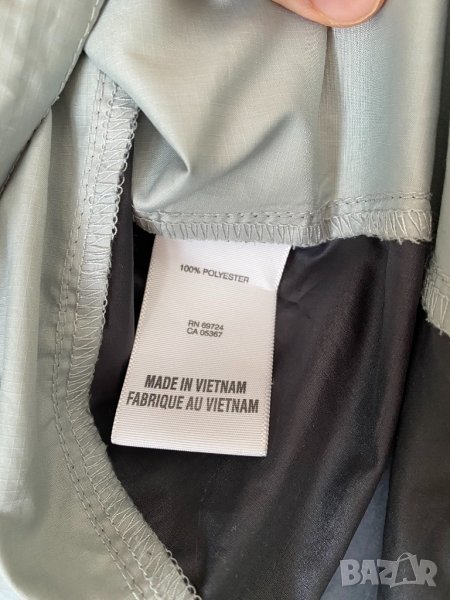 100% POLYESTER
RN 69724
CA 05367
MADE IN VIETNAM
FABRIQUE AU VIETNAM
BAZAR